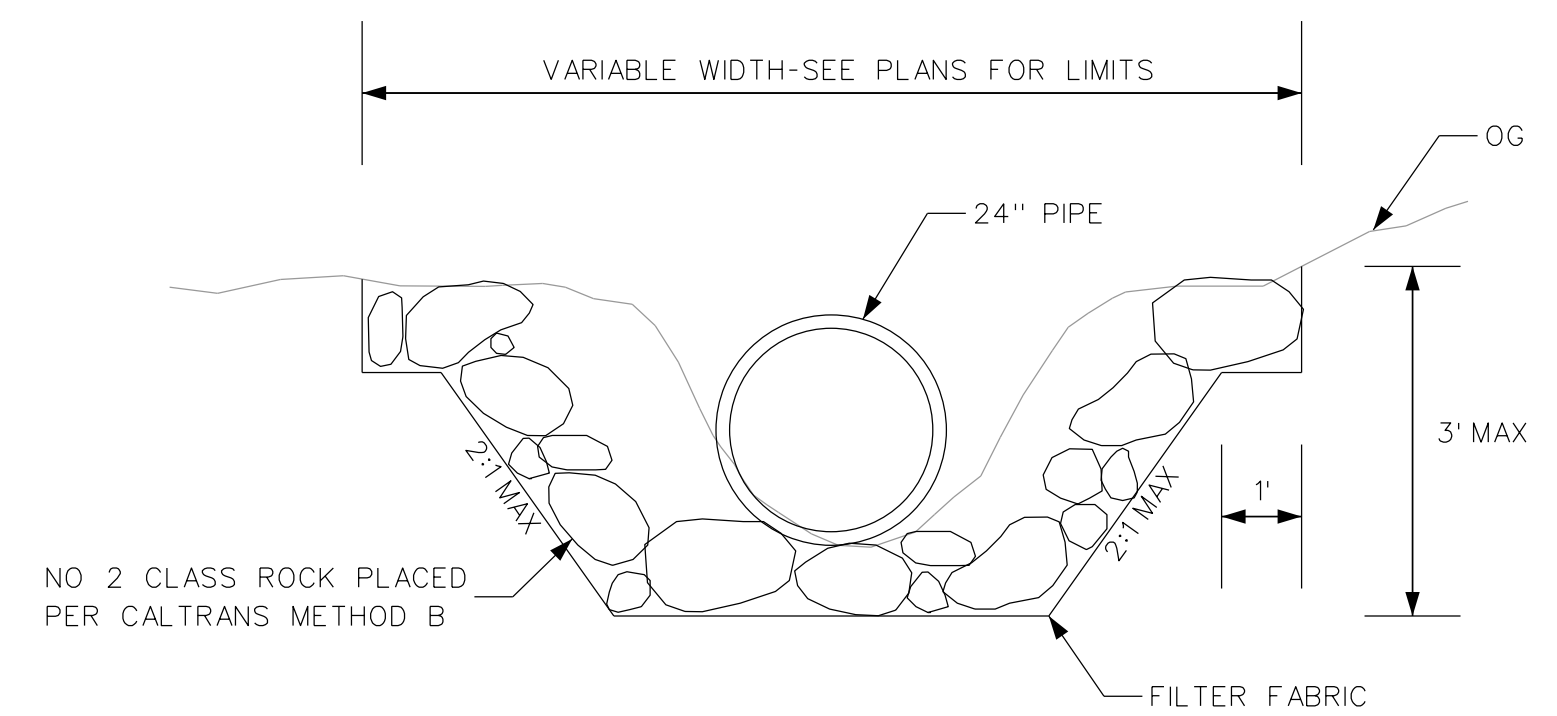 VARIABLE WIDTH-SEE PLANS FOR LIMITS
OG
24" PIPE
3' MAX
2:1 MAX
2:1 MAX
1'
NO 2 CLASS ROCK PLACED
PER CALTRANS METHOD B
FILTER FABRIC